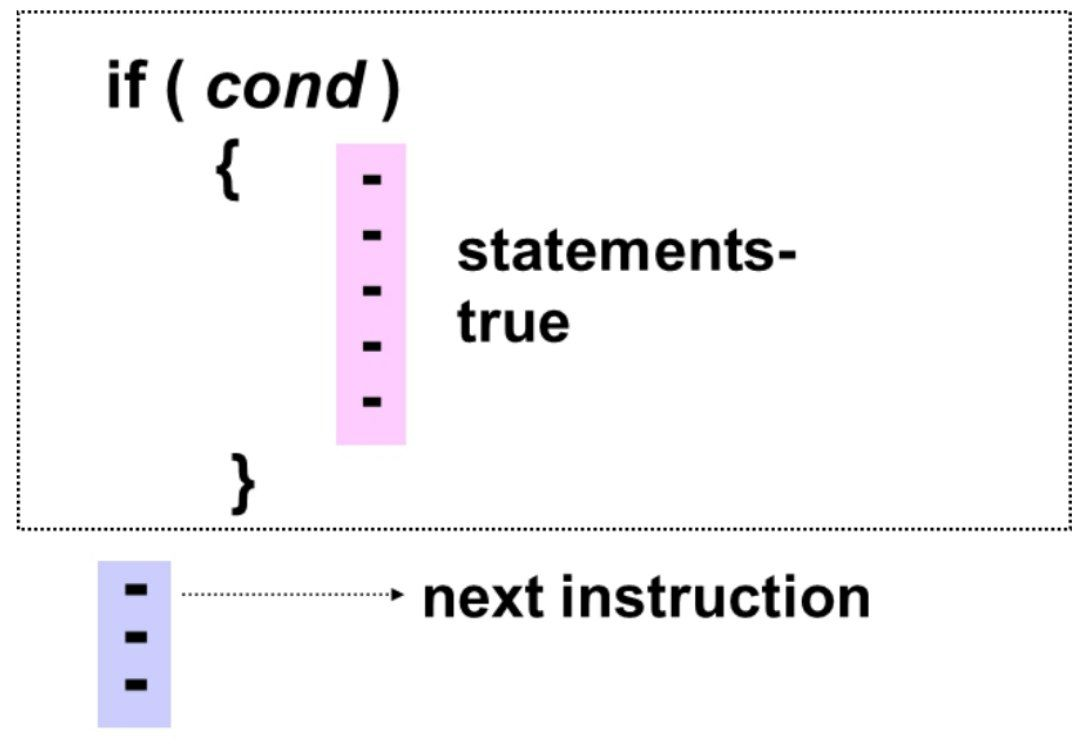 if ( cond )
{
-
-
statements-
-
true
-
-
}
- next instruction
-
-